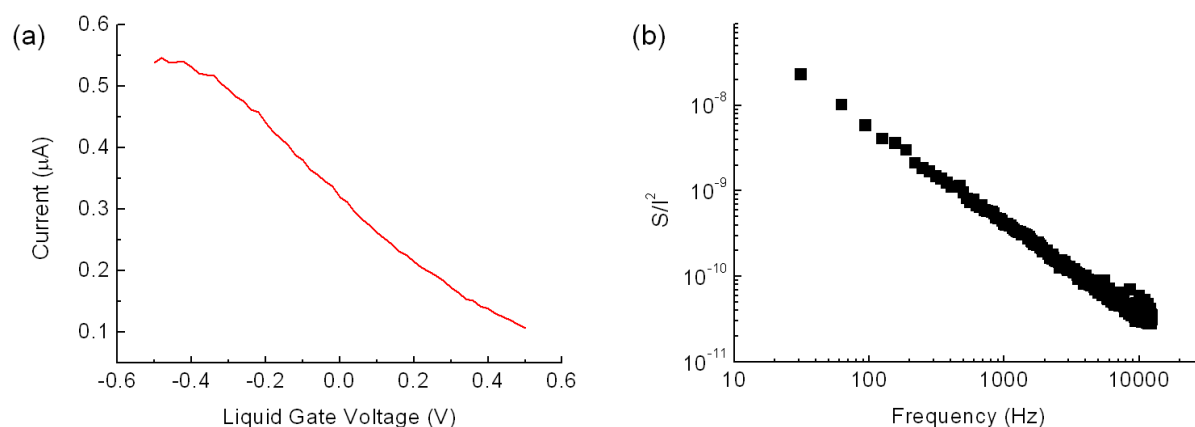 (a)
0.6
0.5
0.4
0.3
0.2
0.1
Current (μA)
-0.6 -0.4 -0.2 0.0 0.2 0.4 0.6
Liquid Gate Voltage (V)
(b)
10⁻⁸
10⁻⁹
10⁻¹⁰
10⁻¹¹
S/I²
10 100 1000 10000
Frequency (Hz)